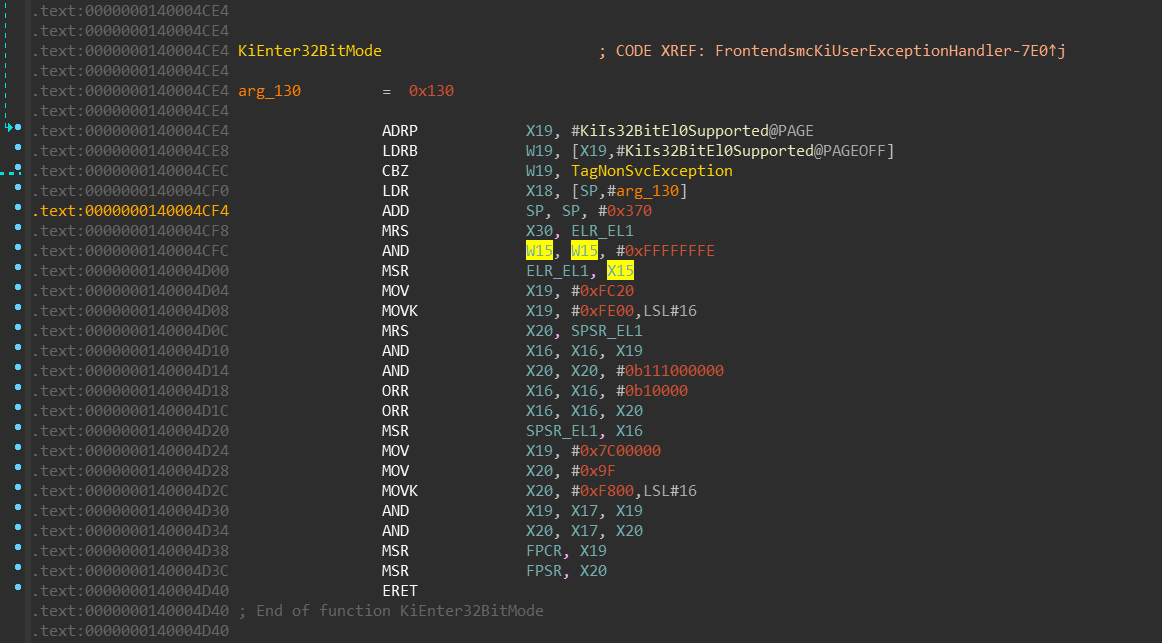 .text:0000000140004CE4
.text:0000000140004CE4
.text:0000000140004CE4 KiEnter32BitMode ; CODE XREF: FrontendsmcKiUserExceptionHandler-7E0↑j
.text:0000000140004CE4
.text:0000000140004CE4 arg_130 = 0x130
.text:0000000140004CE4
.text:0000000140004CE4 ADRP X19, #KiIs32BitEl0Supported@PAGE
.text:0000000140004CE8 LDRB W19, [X19,#KiIs32BitEl0Supported@PAGEOFF]
.text:0000000140004CEC CBZ W19, TagNonSvcException
.text:0000000140004CF0 LDR X18, [SP,#arg_130]
.text:0000000140004CF4 ADD SP, SP, #0x370
.text:0000000140004CF8 MRS X30, ELR_EL1
.text:0000000140004CFC AND W15, W15, #0xFFFFFFFE
.text:0000000140004D00 MSR ELR_EL1, X15
.text:0000000140004D04 MOV X19, #0xFC20
.text:0000000140004D08 MOVK X19, #0xFE00,LSL#16
.text:0000000140004D0C MRS X20, SPSR_EL1
.text:0000000140004D10 AND X16, X16, X19
.text:0000000140004D14 AND X20, X20, #0b111000000
.text:0000000140004D18 ORR X16, X16, #0b10000
.text:0000000140004D1C ORR X16, X16, X20
.text:0000000140004D20 MSR SPSR_EL1, X16
.text:0000000140004D24 MOV X19, #0x7C00000
.text:0000000140004D28 MOV X20, #0x9F
.text:0000000140004D2C MOVK X20, #0xF800,LSL#16
.text:0000000140004D30 AND X19, X17, X19
.text:0000000140004D34 AND X20, X17, X20
.text:0000000140004D38 MSR FPCR, X19
.text:0000000140004D3C MSR FPSR, X20
.text:0000000140004D40 ERET
.text:0000000140004D40 ; End of function KiEnter32BitMode
.text:0000000140004D40